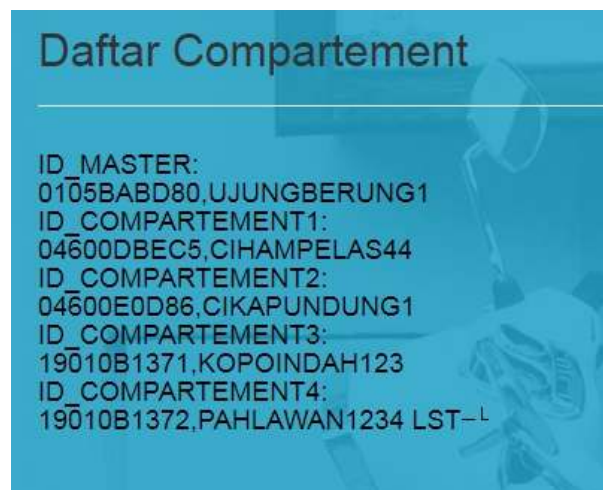 Daftar Compartement
ID_MASTER:
0105BABD80,UJUNGBERUNG1
ID_COMPARTEMENT1:
04600DBEC5,CIHAMPELAS44
ID_COMPARTEMENT2:
04600E0D86,CIKAPUNDUNG1
ID_COMPARTEMENT3:
19010B1371,KOPOINDAH123
ID_COMPARTEMENT4:
19010B1372,PAHLAWAN1234 LST─└